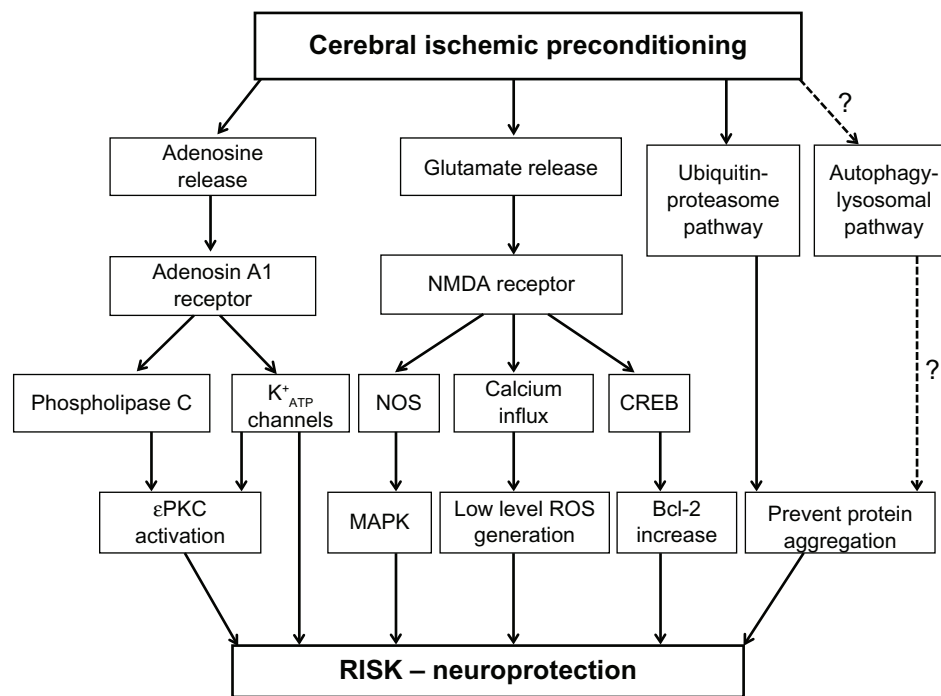 Cerebral ischemic preconditioning
?
Adenosine
release
Glutamate release
Ubiquitin-
proteasome
pathway
Autophagy-
lysosomal
pathway
Adenosin A1
receptor
NMDA receptor
?
Phospholipase C
K⁺ATP
channels
NOS
Calcium
influx
CREB
εPKC
activation
MAPK
Low level ROS
generation
Bcl-2
increase
Prevent protein
aggregation
RISK – neuroprotection